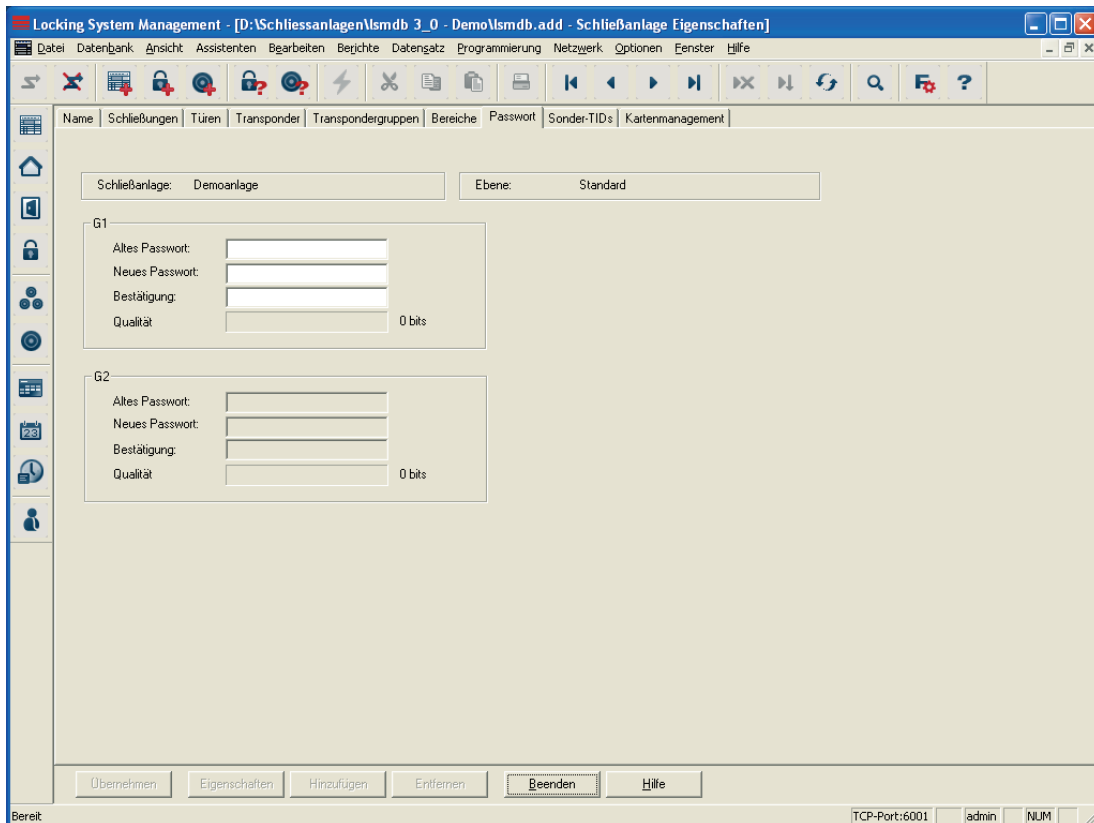 Locking System Management - [D:\Schliessanlagen\lsmdb 3_0 - Demo\lsmdb.add - Schließanlage Eigenschaften]
Datei Datenbank Ansicht Assistenten Bearbeiten Berichte Datensatz Programmierung Netzwerk Optionen Fenster Hilfe
Name Schließungen Türen Transponder Transpondergruppen Bereiche Passwort Sonder-TIDs Kartenmanagement
Schließanlage: Demoanlage Ebene: Standard
G1
Altes Passwort:
Neues Passwort:
Bestätigung:
Qualität 0 bits
G2
Altes Passwort:
Neues Passwort:
Bestätigung:
Qualität 0 bits
23
Übernehmen Eigenschaften Hinzufügen Entfernen Beenden Hilfe
Bereit TCP-Port:6001 admin NUM